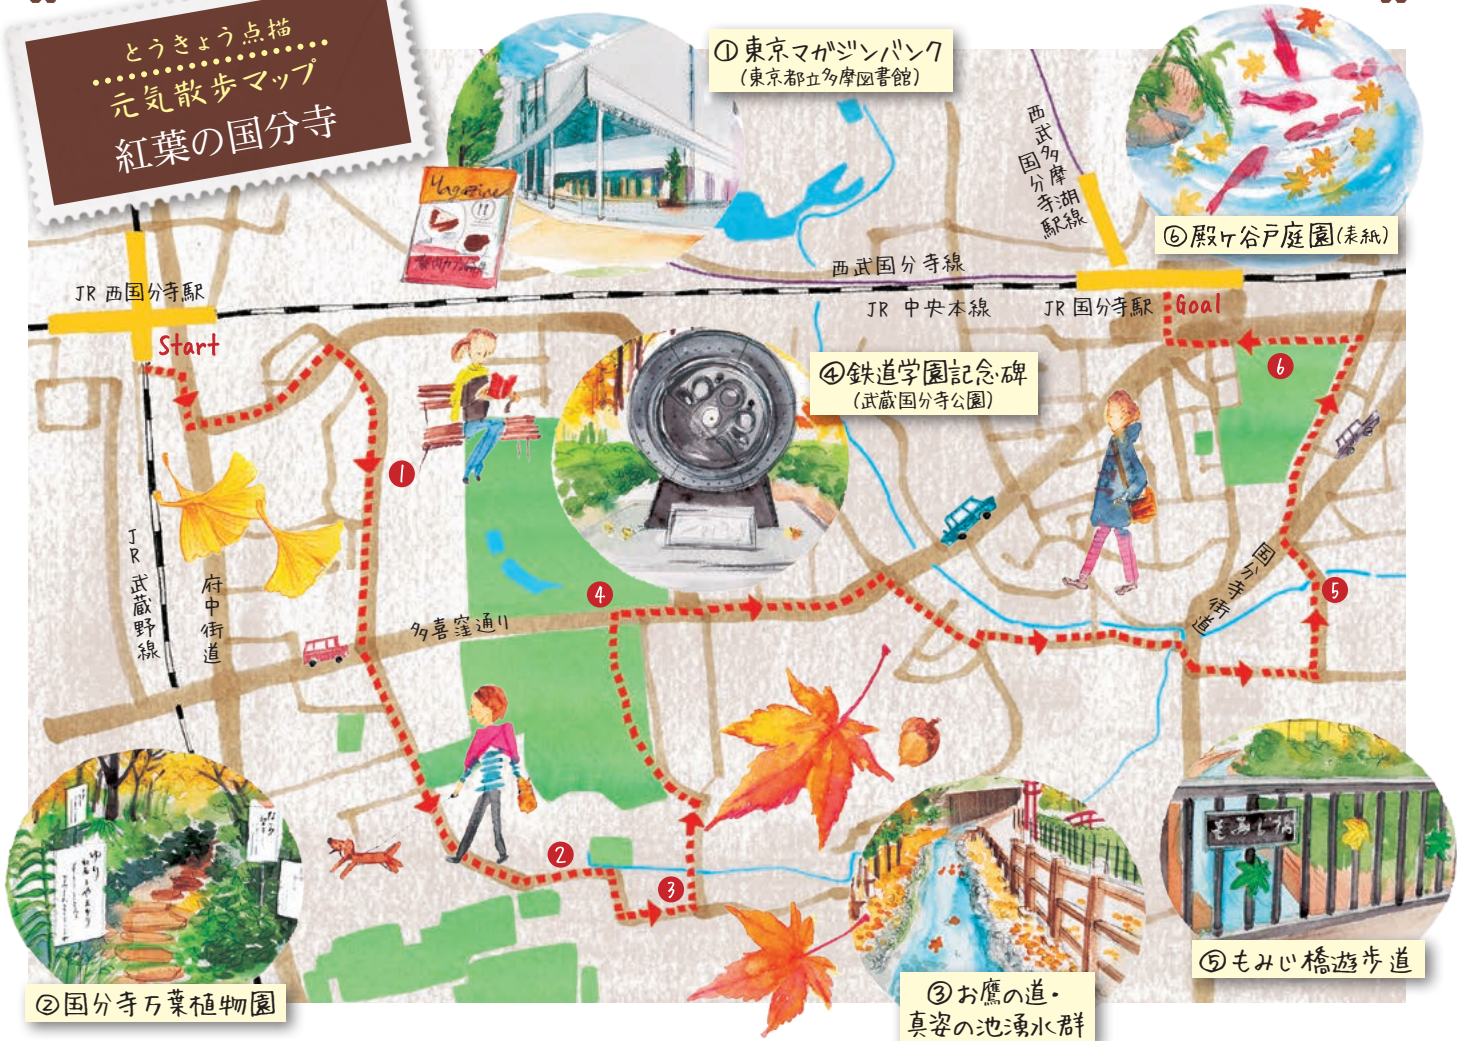 とうきょう点描
元気散歩マップ
紅葉の国分寺
①東京マガジンバンク
(東京都立多摩図書館)
Magazine
西武多摩湖線
国分寺駅
⑥殿ヶ谷戸庭園(表紙)
西武国分寺線
JR 西国分寺駅
JR 中央本線
JR 国分寺駅
Goal
Start
④鉄道学園記念碑
(武蔵国分寺公園)
6
1
JR 武蔵野線
府中街道
4
多喜窪通り
国分寺街道
5
2
3
もみじ橋
ゆり
②国分寺万葉植物園
③お鷹の道・
真姿の池湧水群
⑤もみじ橋遊歩道